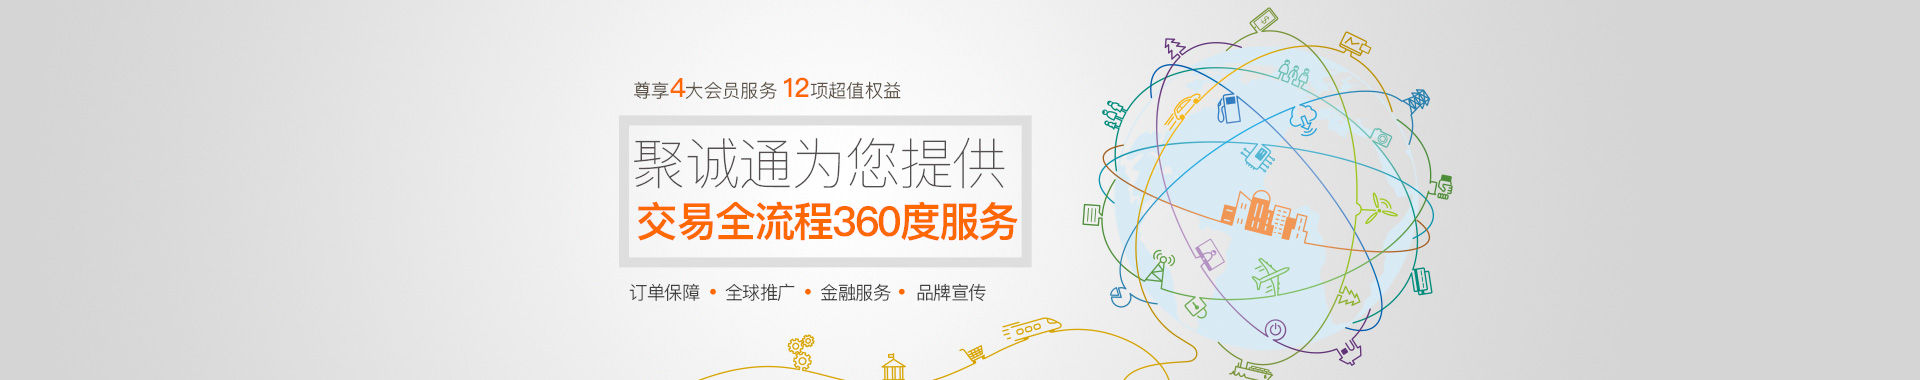 尊享4大会员服务 12项超值权益
聚诚通为您提供
交易全流程360度服务
订单保障 • 全球推广 • 金融服务 • 品牌宣传